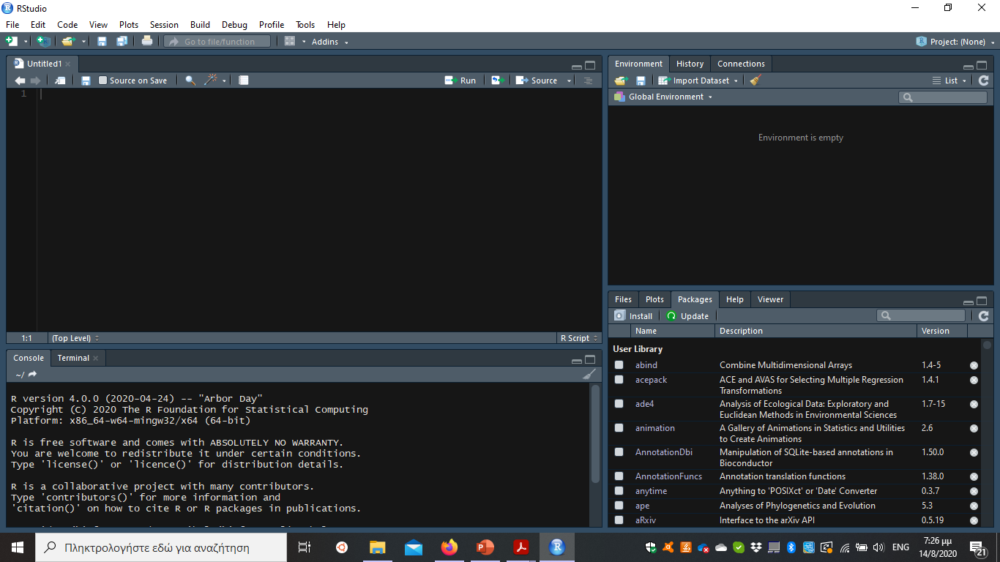 RStudio
File Edit Code View Plots Session Build Debug Profile Tools Help
Go to file/function Addins Project: (None)
Untitled1
Source on Save Run Source
1
1:1 (Top Level) R Script
Console Terminal
~/
R version 4.0.0 (2020-04-24) -- "Arbor Day"
Copyright (C) 2020 The R Foundation for Statistical Computing
Platform: x86_64-w64-mingw32/x64 (64-bit)
R is free software and comes with ABSOLUTELY NO WARRANTY.
You are welcome to redistribute it under certain conditions.
Type 'license()' or 'licence()' for distribution details.
R is a collaborative project with many contributors.
Type 'contributors()' for more information and
'citation()' on how to cite R or R packages in publications.
Environment History Connections
Import Dataset List
Global Environment
Environment is empty
Files Plots Packages Help Viewer
Install Update
Name Description Version
User Library
abind Combine Multidimensional Arrays 1.4-5
acepack ACE and AVAS for Selecting Multiple Regression 1.4.1
Transformations
ade4 Analysis of Ecological Data: Exploratory and 1.7-15
Euclidean Methods in Environmental Sciences
animation A Gallery of Animations in Statistics and Utilities 2.6
to Create Animations
AnnotationDbi Manipulation of SQLite-based annotations in 1.50.0
Bioconductor
AnnotationFuncs Annotation translation functions 1.38.0
anytime Anything to 'POSIXct' or 'Date' Converter 0.3.7
ape Analyses of Phylogenetics and Evolution 5.3
aRxiv Interface to the arXiv API 0.5.19
Πληκτρολογήστε εδώ για αναζήτηση
ENG
7:26 μμ
14/8/2020
21